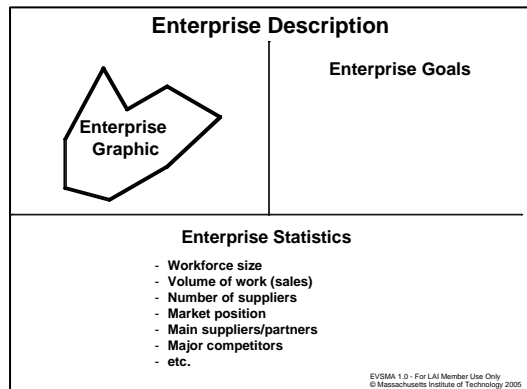 Enterprise Description
Enterprise
Graphic
Enterprise Goals
Enterprise Statistics
- Workforce size
- Volume of work (sales)
- Number of suppliers
- Market position
- Main suppliers/partners
- Major competitors
- etc.
EVSMA 1.0 - For LAI Member Use Only
© Massachusetts Institute of Technology 2005